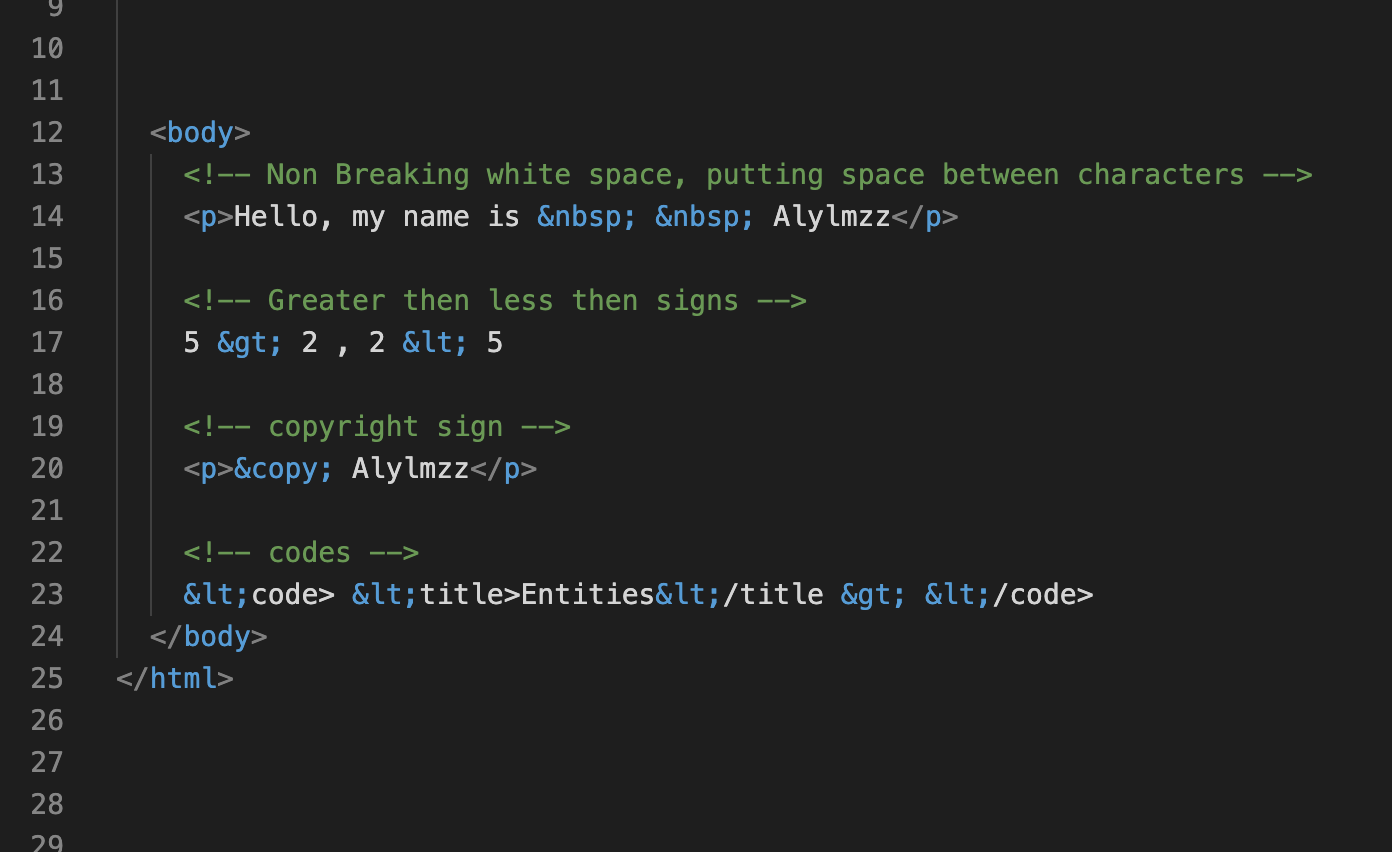 9
10
11
12 <body>
13 <!-- Non Breaking white space, putting space between characters -->
14 <p>Hello, my name is &nbsp; &nbsp; Alylmzz</p>
15
16 <!-- Greater then less then signs -->
17 5 &gt; 2 , 2 &lt; 5
18
19 <!-- copyright sign -->
20 <p>&copy; Alylmzz</p>
21
22 <!-- codes -->
23 &lt;code> &lt;title>Entities&lt;/title &gt; &lt;/code>
24 </body>
25 </html>
26
27
28
29